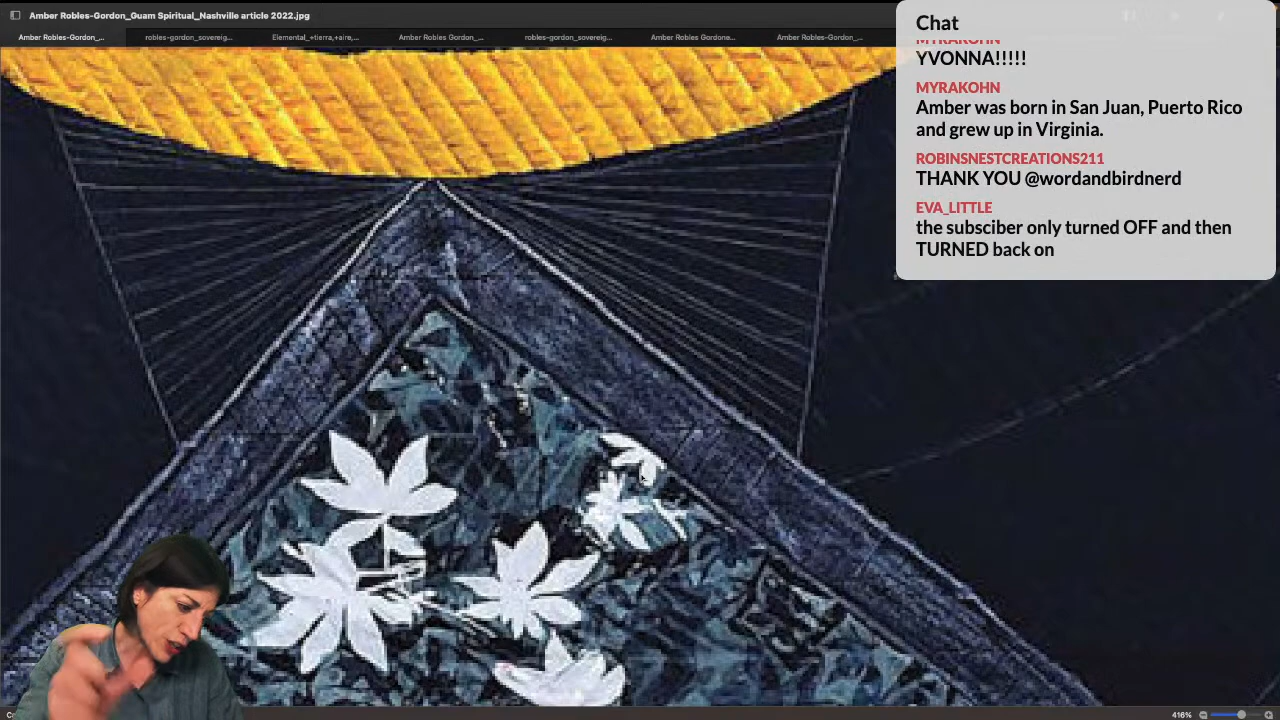 Amber Robles-Gordon_Guam Spiritual_Nashville article 2022.jpg
Amber Robles-Gordon_...
robles-gordon_sovereig...
Elemental_+tierra,+aire,...
Amber Robles Gordon_...
robles-gordon_sovereig...
Amber Robles Gordone...
Amber Robles-Gordon_...
Chat
MYRAKOHN
YVONNA!!!!!
MYRAKOHN
Amber was born in San Juan, Puerto Rico
and grew up in Virginia.
ROBINSNESTCREATIONS211
THANK YOU @wordandbirdnerd
EVA_LITTLE
the subsciber only turned OFF and then
TURNED back on
416%